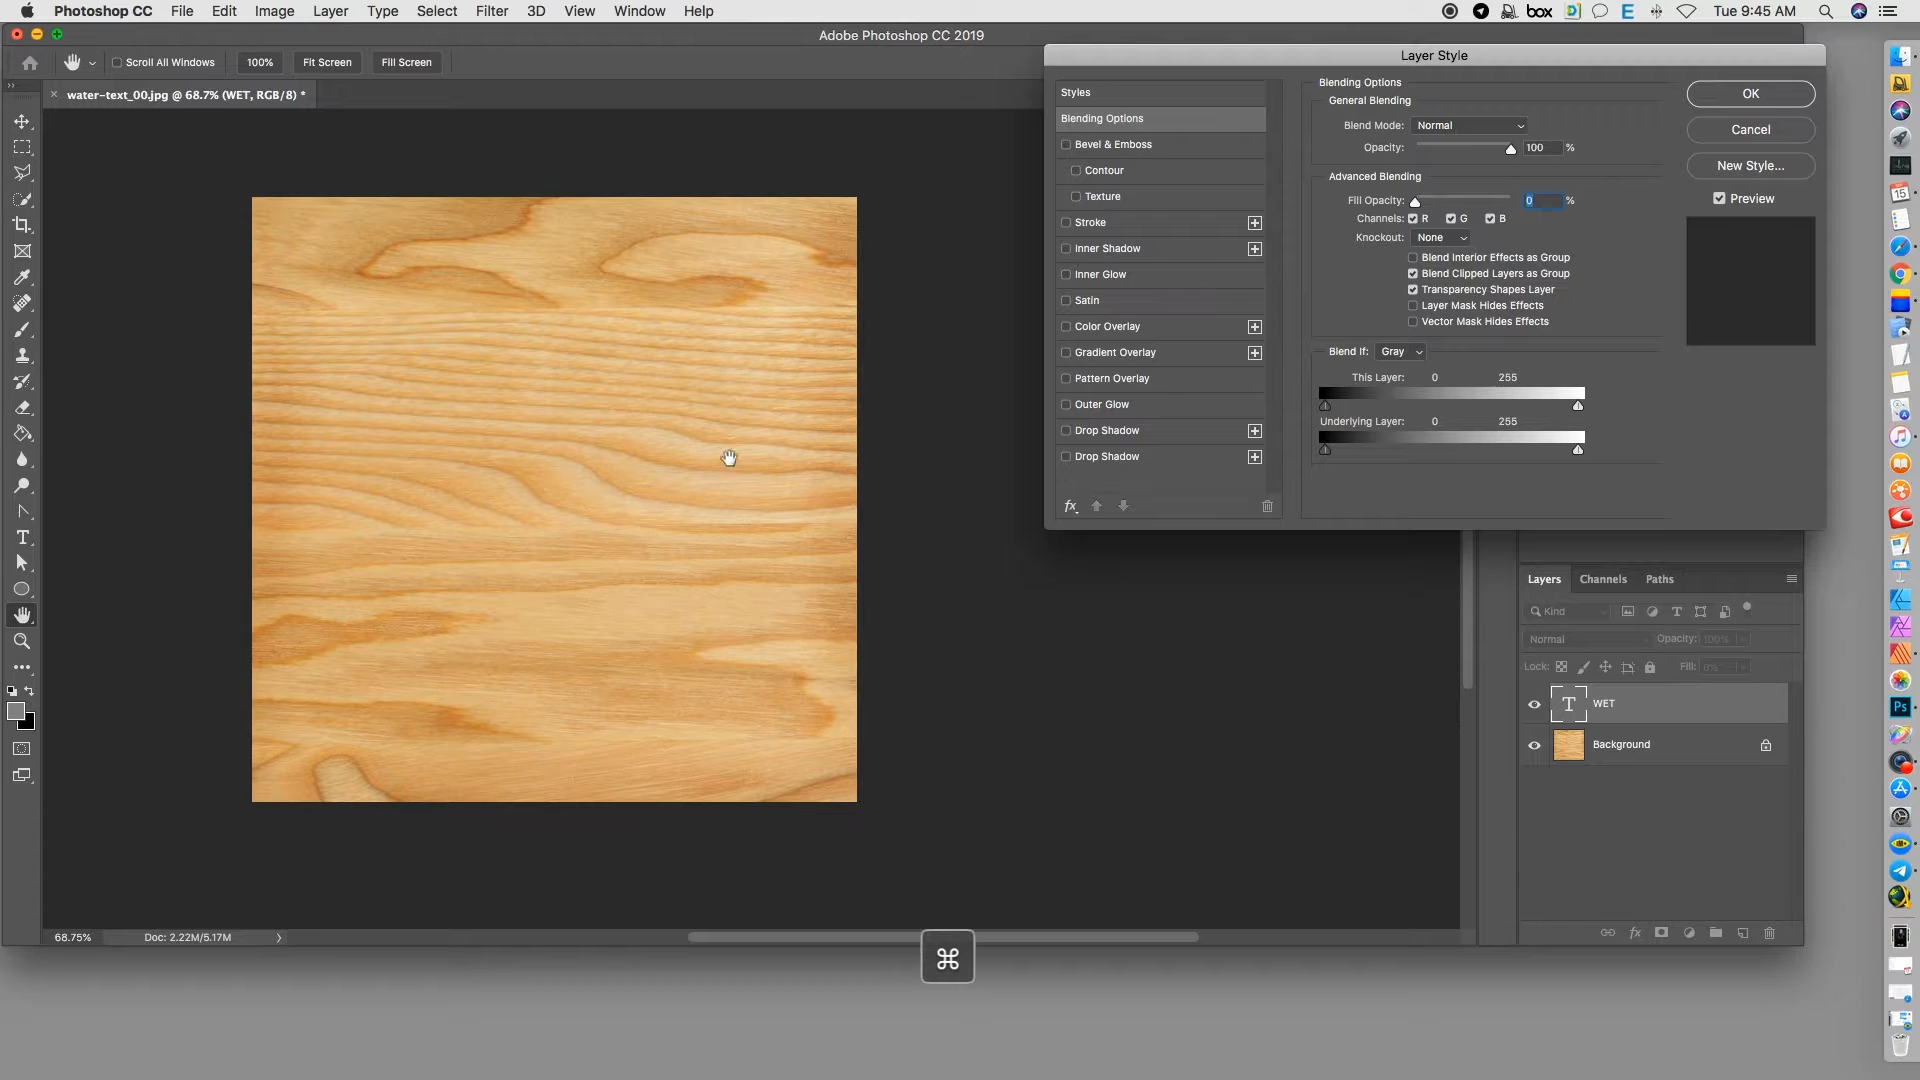 Photoshop CC File Edit Image Layer Type Select Filter 3D View Window Help box Tue 9:45 AM
Adobe Photoshop CC 2019
Scroll All Windows 100% Fit Screen Fill Screen
water-text_00.jpg @ 68.7% (WET, RGB/8) *
Layer Style
Styles
Blending Options
Bevel & Emboss
Contour
Texture
Stroke
Inner Shadow
Inner Glow
Satin
Color Overlay
Gradient Overlay
Pattern Overlay
Outer Glow
Drop Shadow
Drop Shadow
fx
Blending Options
General Blending
Blend Mode: Normal
Opacity: 100 %
Advanced Blending
Fill Opacity: 0 %
Channels: R G B
Knockout: None
Blend Interior Effects as Group
Blend Clipped Layers as Group
Transparency Shapes Layer
Layer Mask Hides Effects
Vector Mask Hides Effects
Blend If: Gray
This Layer: 0 255
Underlying Layer: 0 255
OK
Cancel
New Style...
Preview
Layers Channels Paths
Kind
Normal Opacity: 100%
Lock: Fill: 0%
T WET
Background
fx
68.75% Doc: 2.22M/5.17M
⌘